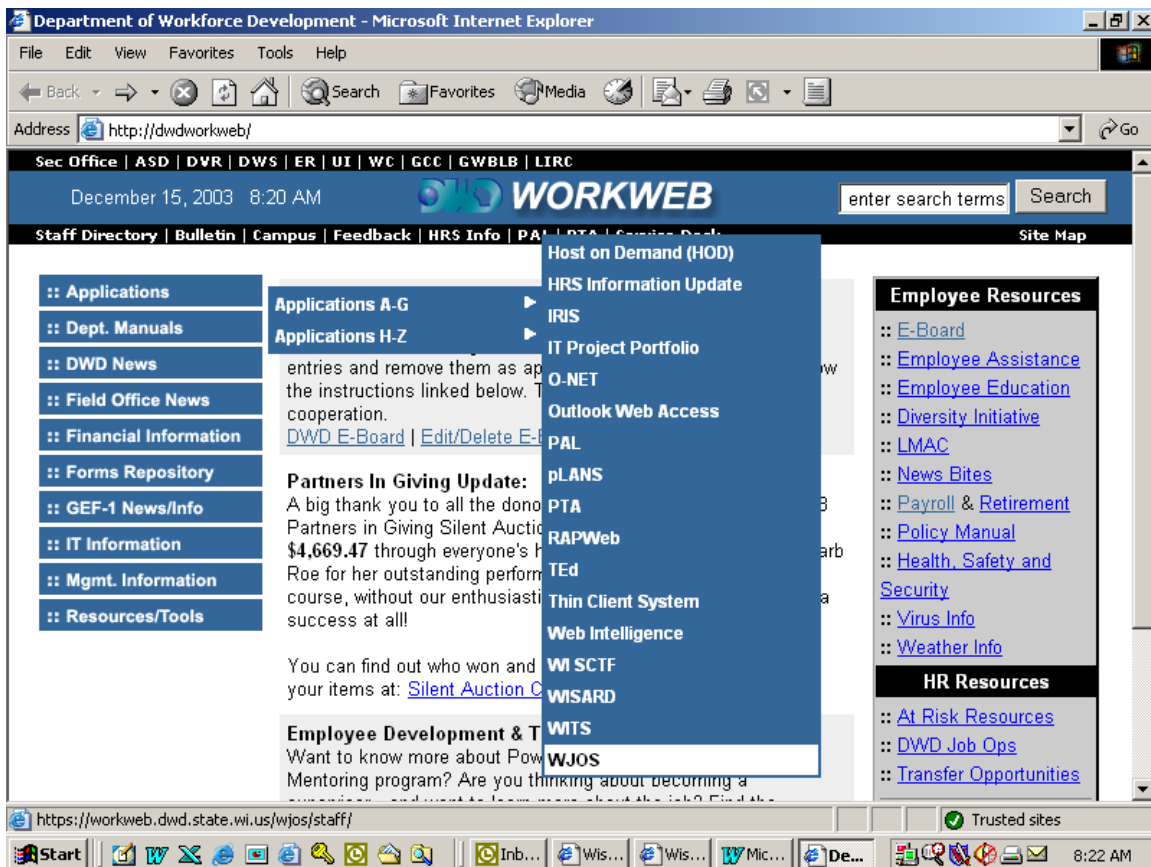 Department of Workforce Development - Microsoft Internet Explorer
File Edit View Favorites Tools Help
Back Search Favorites Media
Address http://dwdworkweb/ Go
Sec Office | ASD | DVR | DWS | ER | UI | WC | GCC | GWBLB | LIRC
December 15, 2003 8:20 AM DWD WORKWEB enter search terms Search
Staff Directory | Bulletin | Campus | Feedback | HRS Info | PAL | PTA | Service Desk Site Map
:: Applications
:: Dept. Manuals
:: DWD News
:: Field Office News
:: Financial Information
:: Forms Repository
:: GEF-1 News/Info
:: IT Information
:: Mgmt. Information
:: Resources/Tools
Applications A-G
Applications H-Z
Host on Demand (HOD)
HRS Information Update
IRIS
IT Project Portfolio
O-NET
Outlook Web Access
PAL
pLANS
PTA
RAPWeb
TEd
Thin Client System
Web Intelligence
WI SCTF
WISARD
WITS
WJOS
entries and remove them as ap
the instructions linked below. T
cooperation.
DWD E-Board | Edit/Delete E-
Partners In Giving Update:
A big thank you to all the dono
Partners in Giving Silent Auctio
$4,669.47 through everyone's h arb
Roe for her outstanding perform
course, without our enthusiasti a
success at all!
You can find out who won and
your items at: Silent Auction C
Employee Development & T
Want to know more about Pow
Mentoring program? Are you thinking about becoming a
Employee Resources
:: E-Board
:: Employee Assistance
:: Employee Education
:: Diversity Initiative
:: LMAC
:: News Bites
:: Payroll & Retirement
:: Policy Manual
:: Health, Safety and
Security
:: Virus Info
:: Weather Info
HR Resources
:: At Risk Resources
:: DWD Job Ops
:: Transfer Opportunities
https://workweb.dwd.state.wi.us/wjos/staff/ Trusted sites
Start Inb... Wis... Wis... Mic... De... 8:22 AM